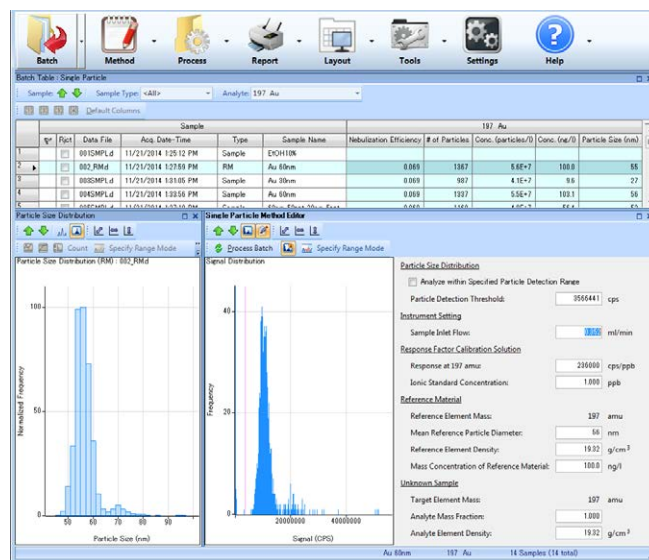 Batch Method Process Report Layout Tools Settings Help
Batch Table : Single Particle
Sample: Sample Type: <All> Analyte: 197 Au
Default Columns
Sample 197 Au
Rjct Data File Acq. Date-Time Type Sample Name Nebulization Efficiency # of Particles Conc. (particles/l) Conc. (ng/l) Particle Size (nm)
1 001SMPL.d 11/21/2014 1:25:12 PM Sample EtOH10%
2 002_RM.d 11/21/2014 1:27:59 PM RM Au 60nm 0.069 1367 5.6E+7 100.0 55
3 003SMPL.d 11/21/2014 1:31:05 PM Sample Au 30nm 0.069 987 4.1E+7 9.6 27
4 004SMPL.d 11/21/2014 1:33:56 PM Sample Au 60nm 0.069 1337 5.5E+7 103.1 56
Particle Size Distribution
Single Particle Method Editor
Count Specify Range Mode
Process Batch Specify Range Mode
Particle Size Distribution (RM) : 002_RM.d
Normalized Frequency
100
50
0
50 60 70 80 90
Particle Size (nm)
Signal Distribution
Frequency
40
20
0
20000000 40000000
Signal (CPS)
Particle Size Distribution
Analyze within Specified Particle Detection Range
Particle Detection Threshold: 3566441 cps
Instrument Setting
Sample Inlet Flow: ml/min
Response Factor Calibration Solution
Response at 197 amu: 236000 cps/ppb
Ionic Standard Concentration: 1.000 ppb
Reference Material
Reference Element Mass: 197 amu
Mean Reference Particle Diameter: 56 nm
Reference Element Density: 19.32 g/cm³
Mass Concentration of Reference Material: 100.0 ng/l
Unknown Sample
Target Element Mass: 197 amu
Analyte Mass Fraction: 1.000
Analyte Element Density: 19.32 g/cm³
Au 60nm 197 Au 14 Samples (14 total)